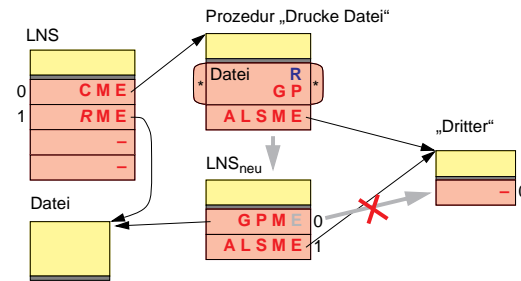 Prozedur „Drucke Datei“
LNS
0 C M E
1 R M E
–
–
Datei R
* G P *
A L S M E
LNSneu
G P M E 0
A L S M E 1
„Dritter“
– 0
Datei